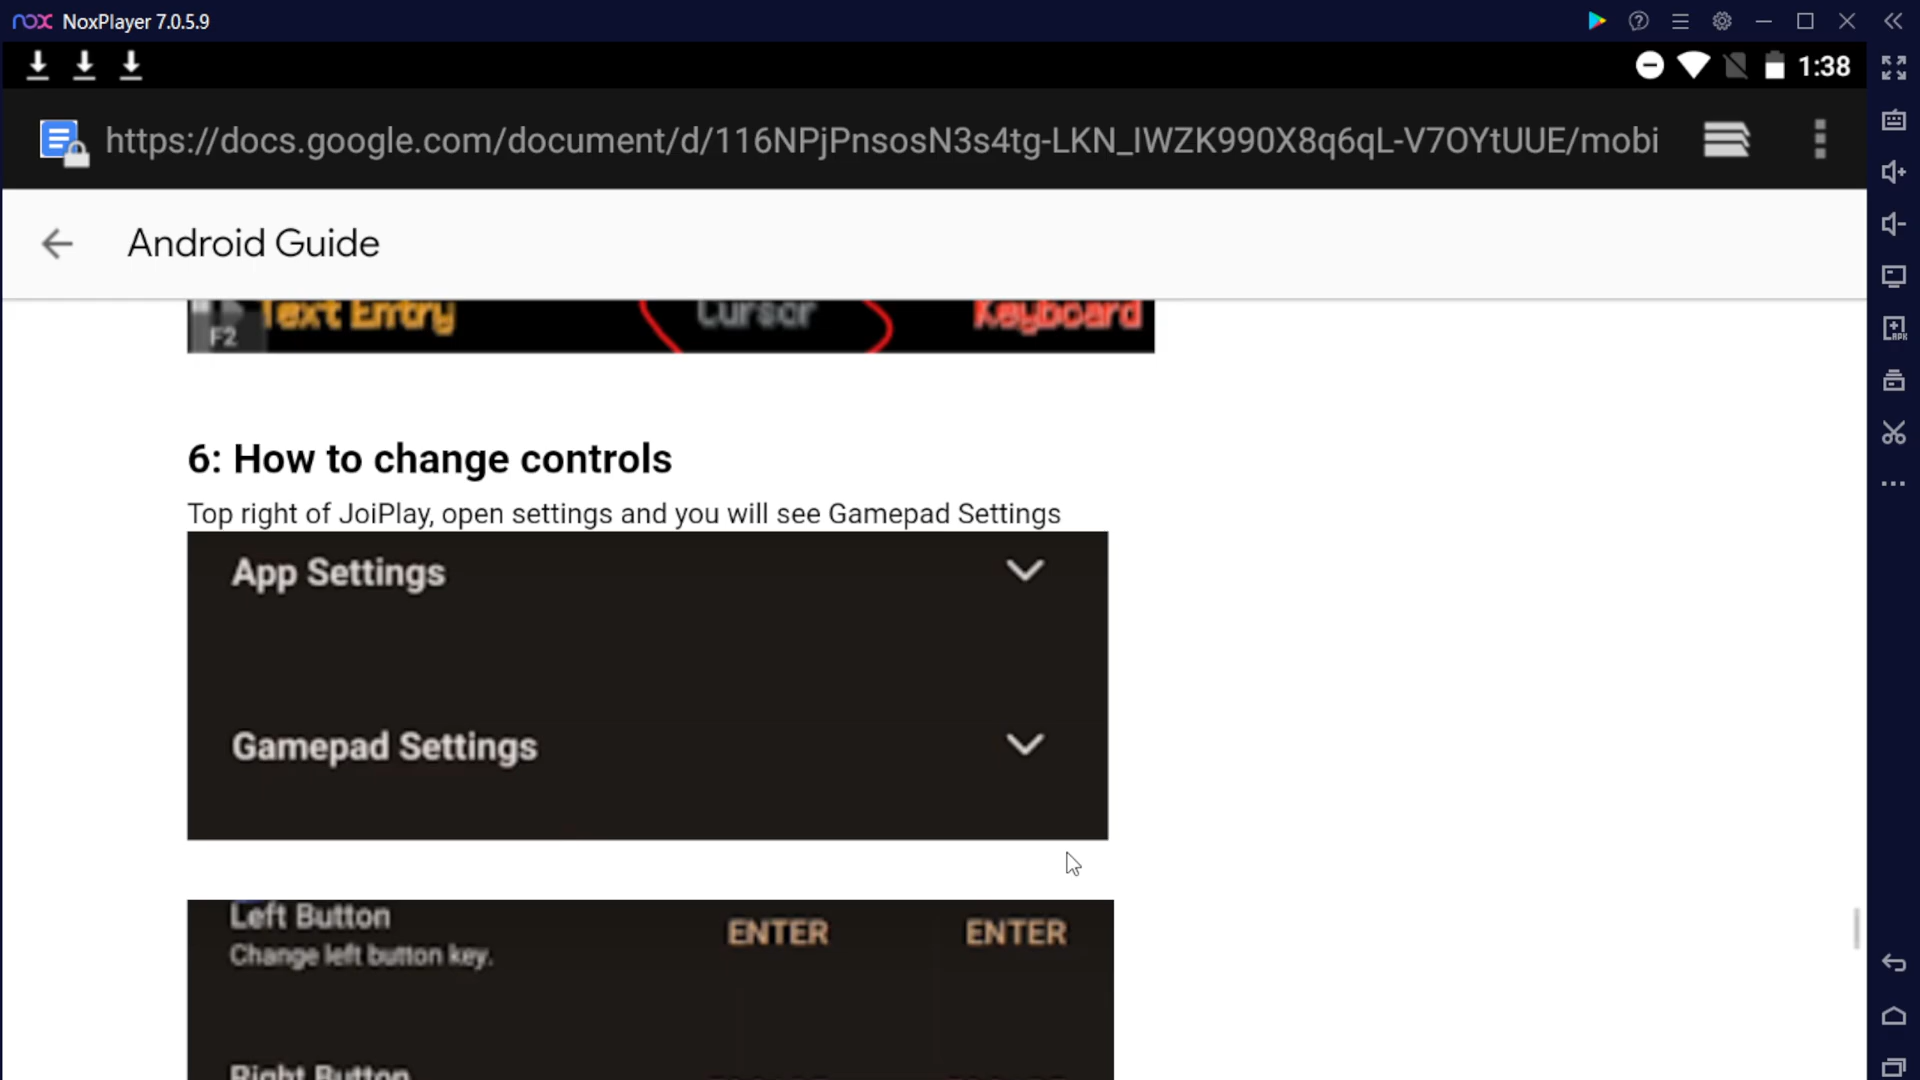 nox NoxPlayer 7.0.5.9
1:38
https://docs.google.com/document/d/116NPjPnsosN3s4tg-LKN_IWZK990X8q6qL-V7OYtUUE/mobi
Android Guide
Text Entry Cursor Keyboard
F2
6: How to change controls
Top right of JoiPlay, open settings and you will see Gamepad Settings
App Settings
Gamepad Settings
Left Button ENTER ENTER
Change left button key.
Right Button